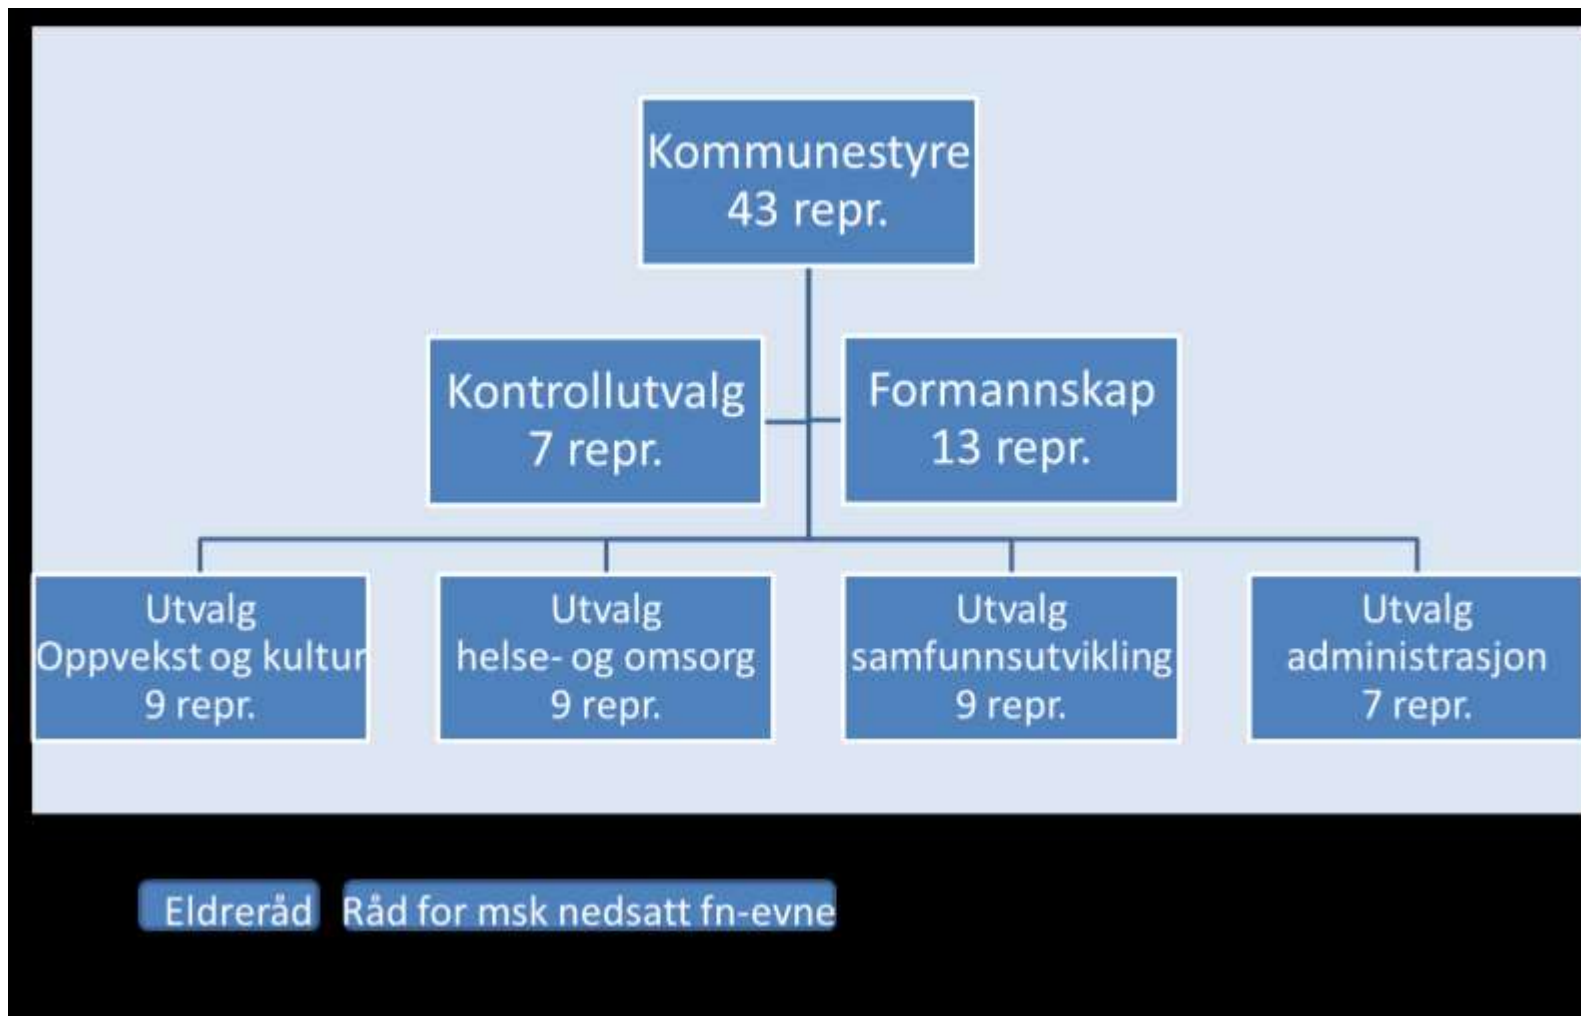 Kommunestyre
43 repr.
Kontrollutvalg
7 repr.
Formannskap
13 repr.
Utvalg
Oppvekst og kultur
9 repr.
Utvalg
helse- og omsorg
9 repr.
Utvalg
samfunnsutvikling
9 repr.
Utvalg
administrasjon
7 repr.
Eldreråd
Råd for msk nedsatt fn-evne